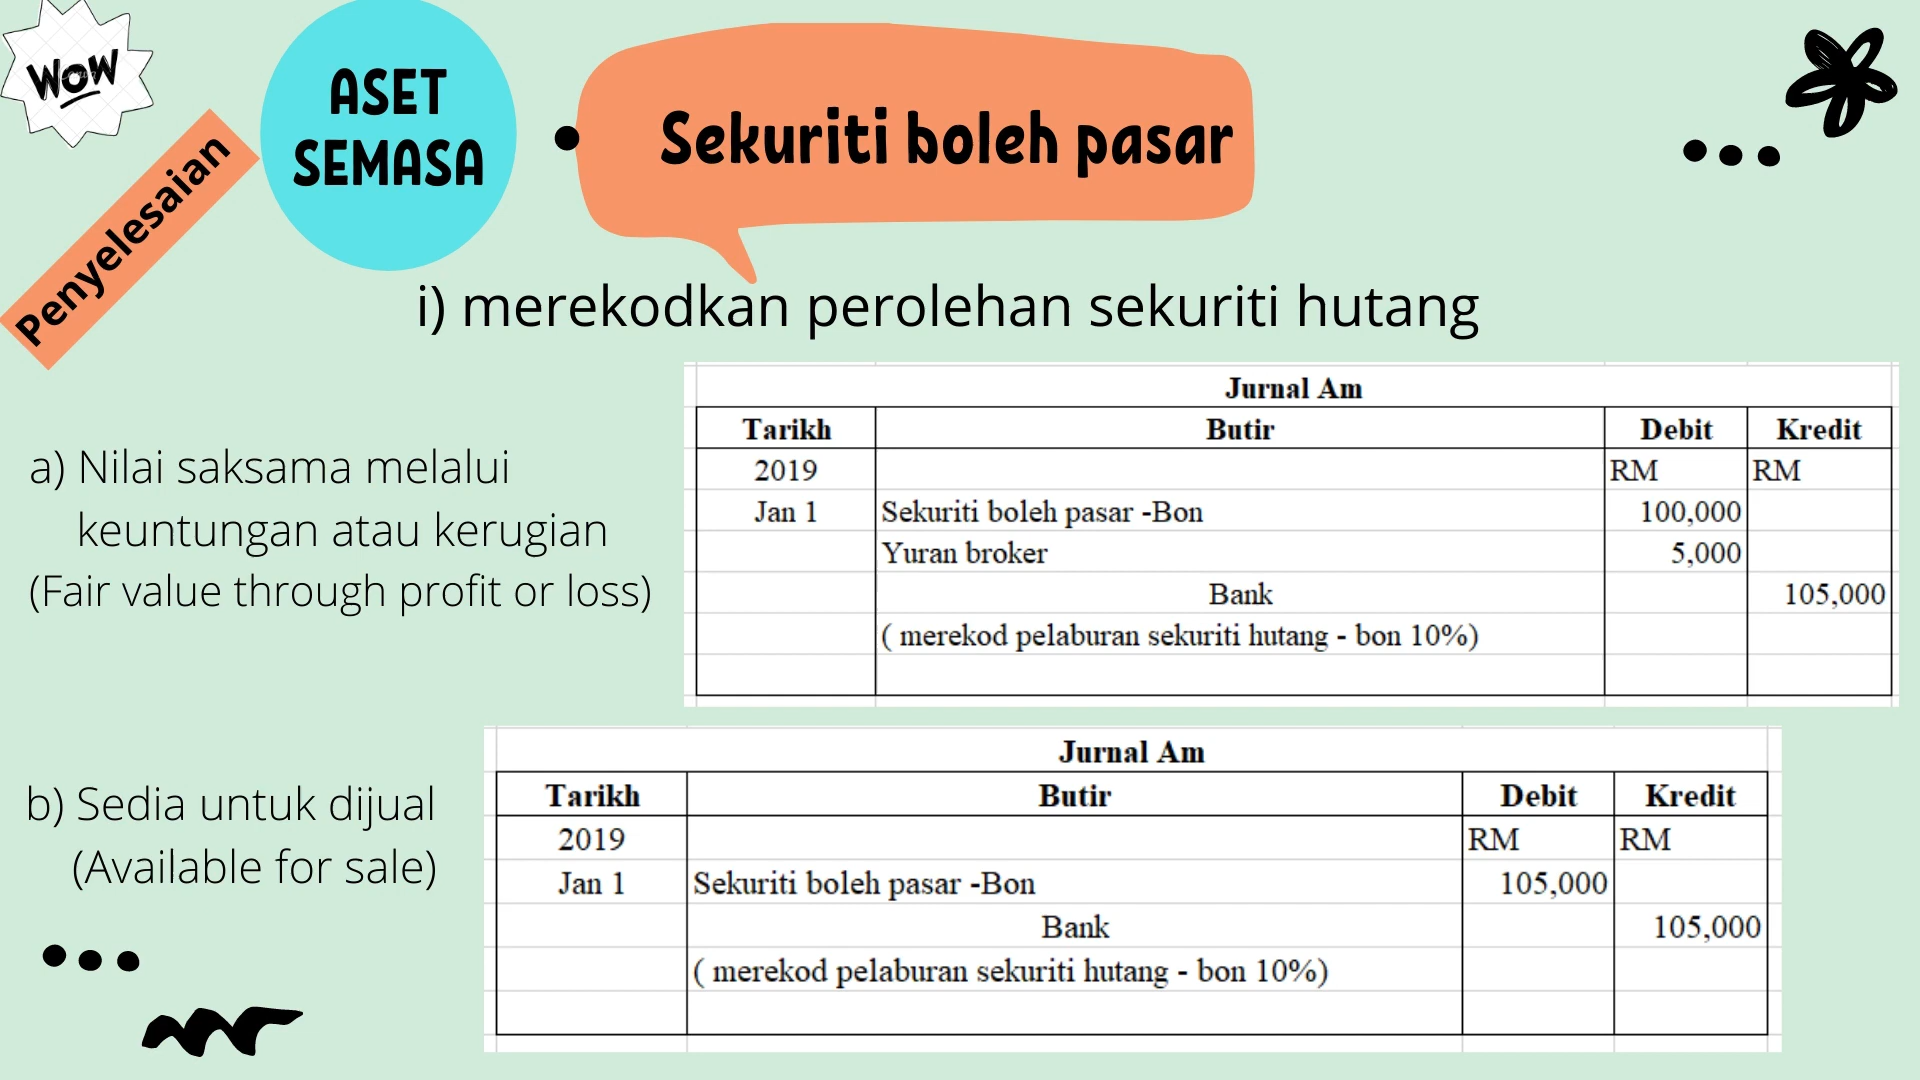 WOW
Penyelesaian
ASET
SEMASA
• Sekuriti boleh pasar
i) merekodkan perolehan sekuriti hutang
a) Nilai saksama melalui
keuntungan atau kerugian
(Fair value through profit or loss)
Jurnal Am
Tarikh Butir Debit Kredit
2019 RM RM
Jan 1 Sekuriti boleh pasar -Bon 100,000
Yuran broker 5,000
Bank 105,000
( merekod pelaburan sekuriti hutang - bon 10%)
b) Sedia untuk dijual
(Available for sale)
Jurnal Am
Tarikh Butir Debit Kredit
2019 RM RM
Jan 1 Sekuriti boleh pasar -Bon 105,000
Bank 105,000
( merekod pelaburan sekuriti hutang - bon 10%)